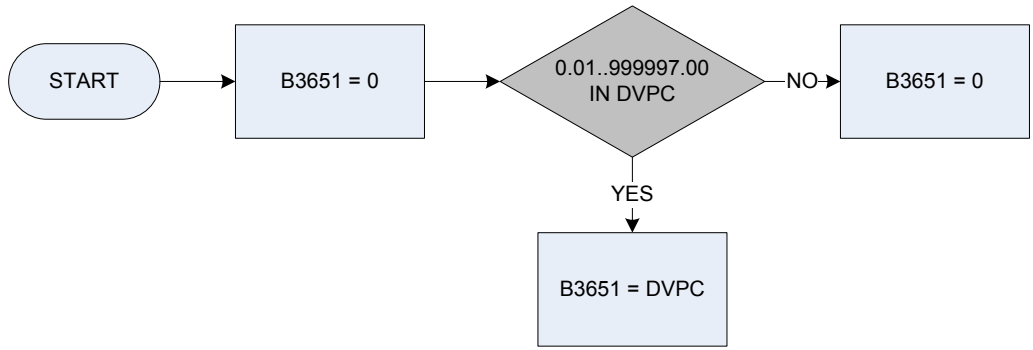 START
B3651 = 0
0.01..999997.00
IN DVPC
NO
B3651 = 0
YES
B3651 = DVPC